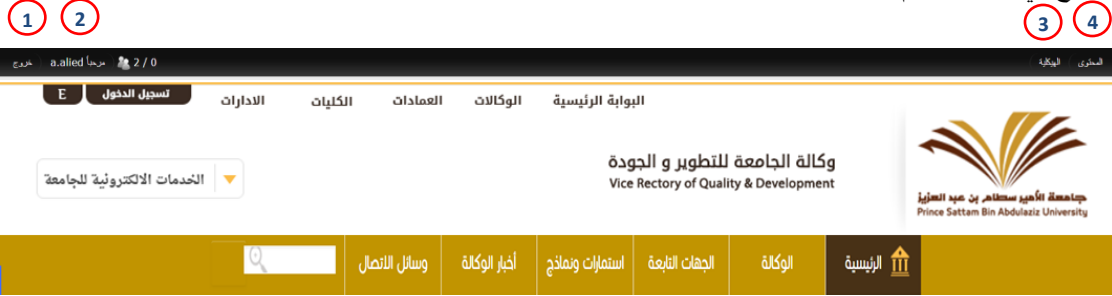 1 2 3 4
المحتوى الهيكلية 0 / 2 مرحباً a.alied خروج
البوابة الرئيسية الوكالات العمادات الكليات الادارات تسجيل الدخول E
وكالة الجامعة للتطوير و الجودة
Vice Rectory of Quality & Development
الخدمات الالكترونية للجامعة
جامعة الأمير سطام بن عبد العزيز
Prince Sattam Bin Abdulaziz University
الرئيسية الوكالة الجهات التابعة استمارات ونماذج أخبار الوكالة وسائل الاتصال